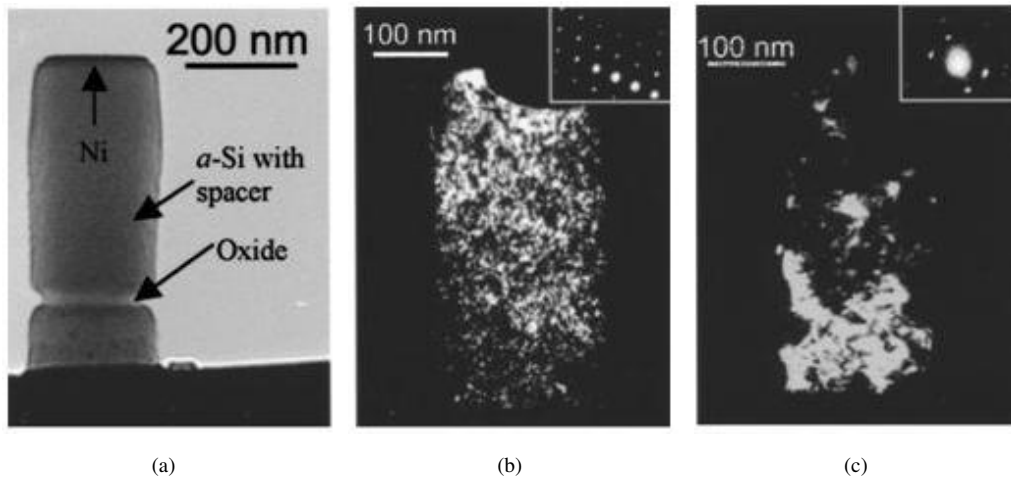 200 nm
Ni
a-Si with
spacer
Oxide
100 nm
100 nm
(a)
(b)
(c)